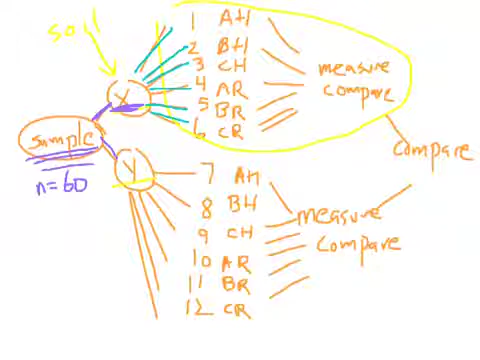 so
1 AH
2 BH
3 CH
4 AR
5 BR
6 CR
measure
compare
X
sample
n=60
Y
compare
7 AH
8 BH
9 CH
10 AR
11 BR
12 CR
measure
compare